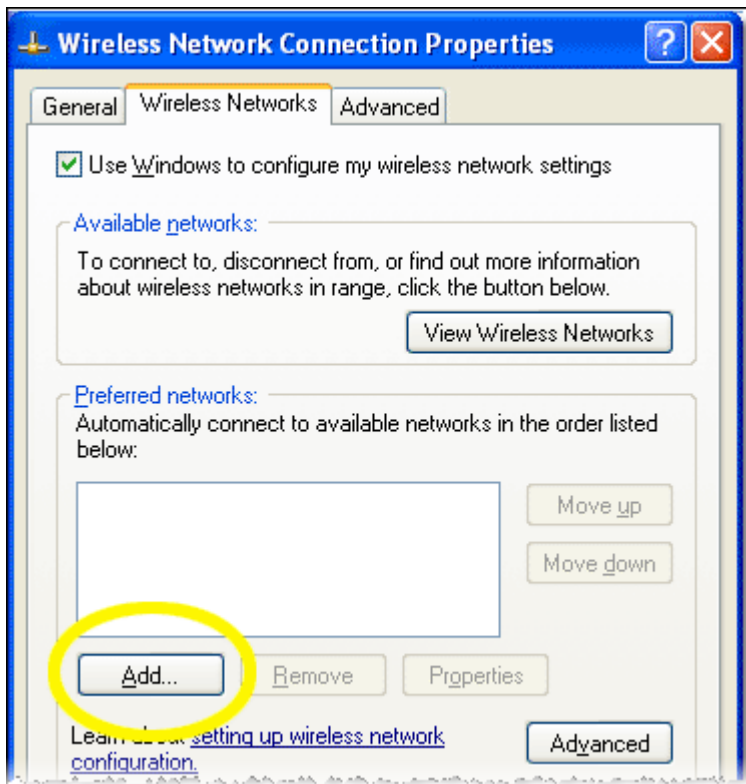 Wireless Network Connection Properties
?
General Wireless Networks Advanced
Use Windows to configure my wireless network settings
Available networks:
To connect to, disconnect from, or find out more information
about wireless networks in range, click the button below.
View Wireless Networks
Preferred networks:
Automatically connect to available networks in the order listed
below:
Move up
Move down
Add... Remove Properties
Learn about setting up wireless network
configuration.
Advanced